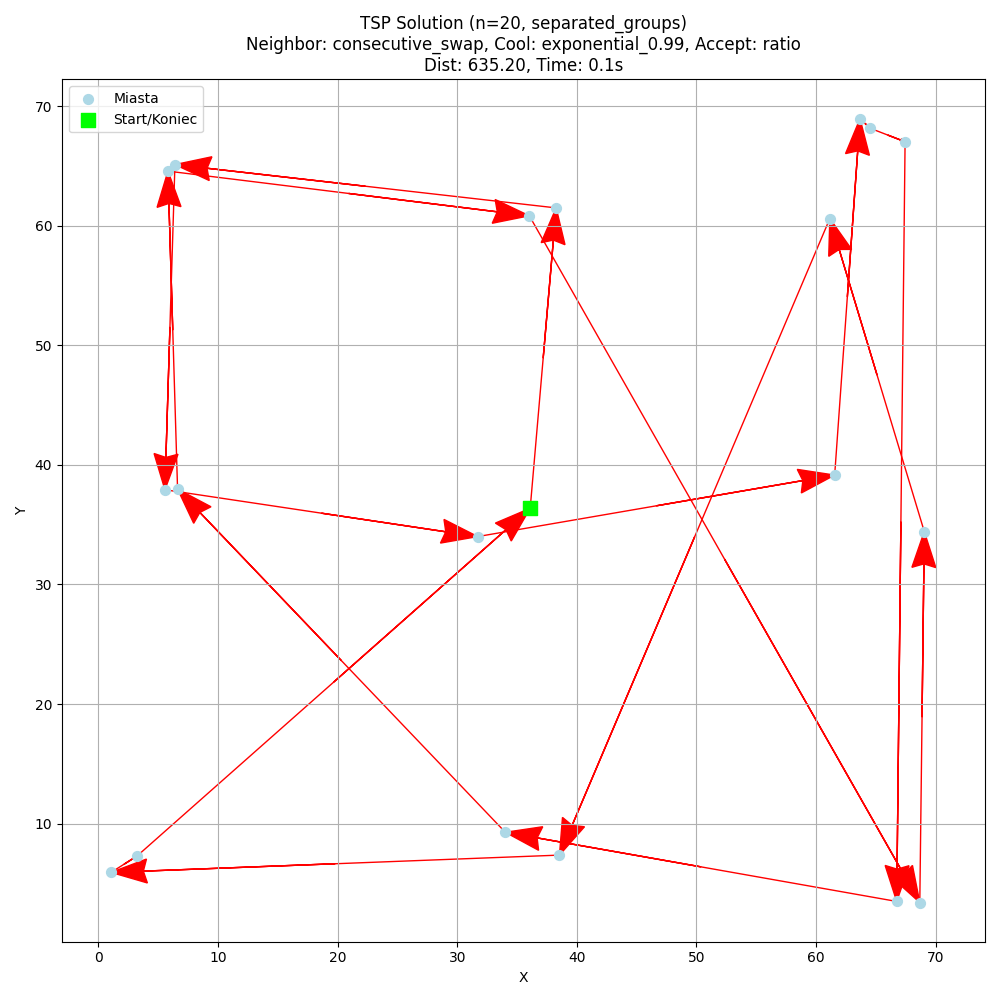 TSP Solution (n=20, separated_groups)
Neighbor: consecutive_swap, Cool: exponential_0.99, Accept: ratio
Dist: 635.20, Time: 0.1s
Miasta
Start/Koniec
70
60
50
40
30
20
10
Y
0 10 20 30 40 50 60 70
X